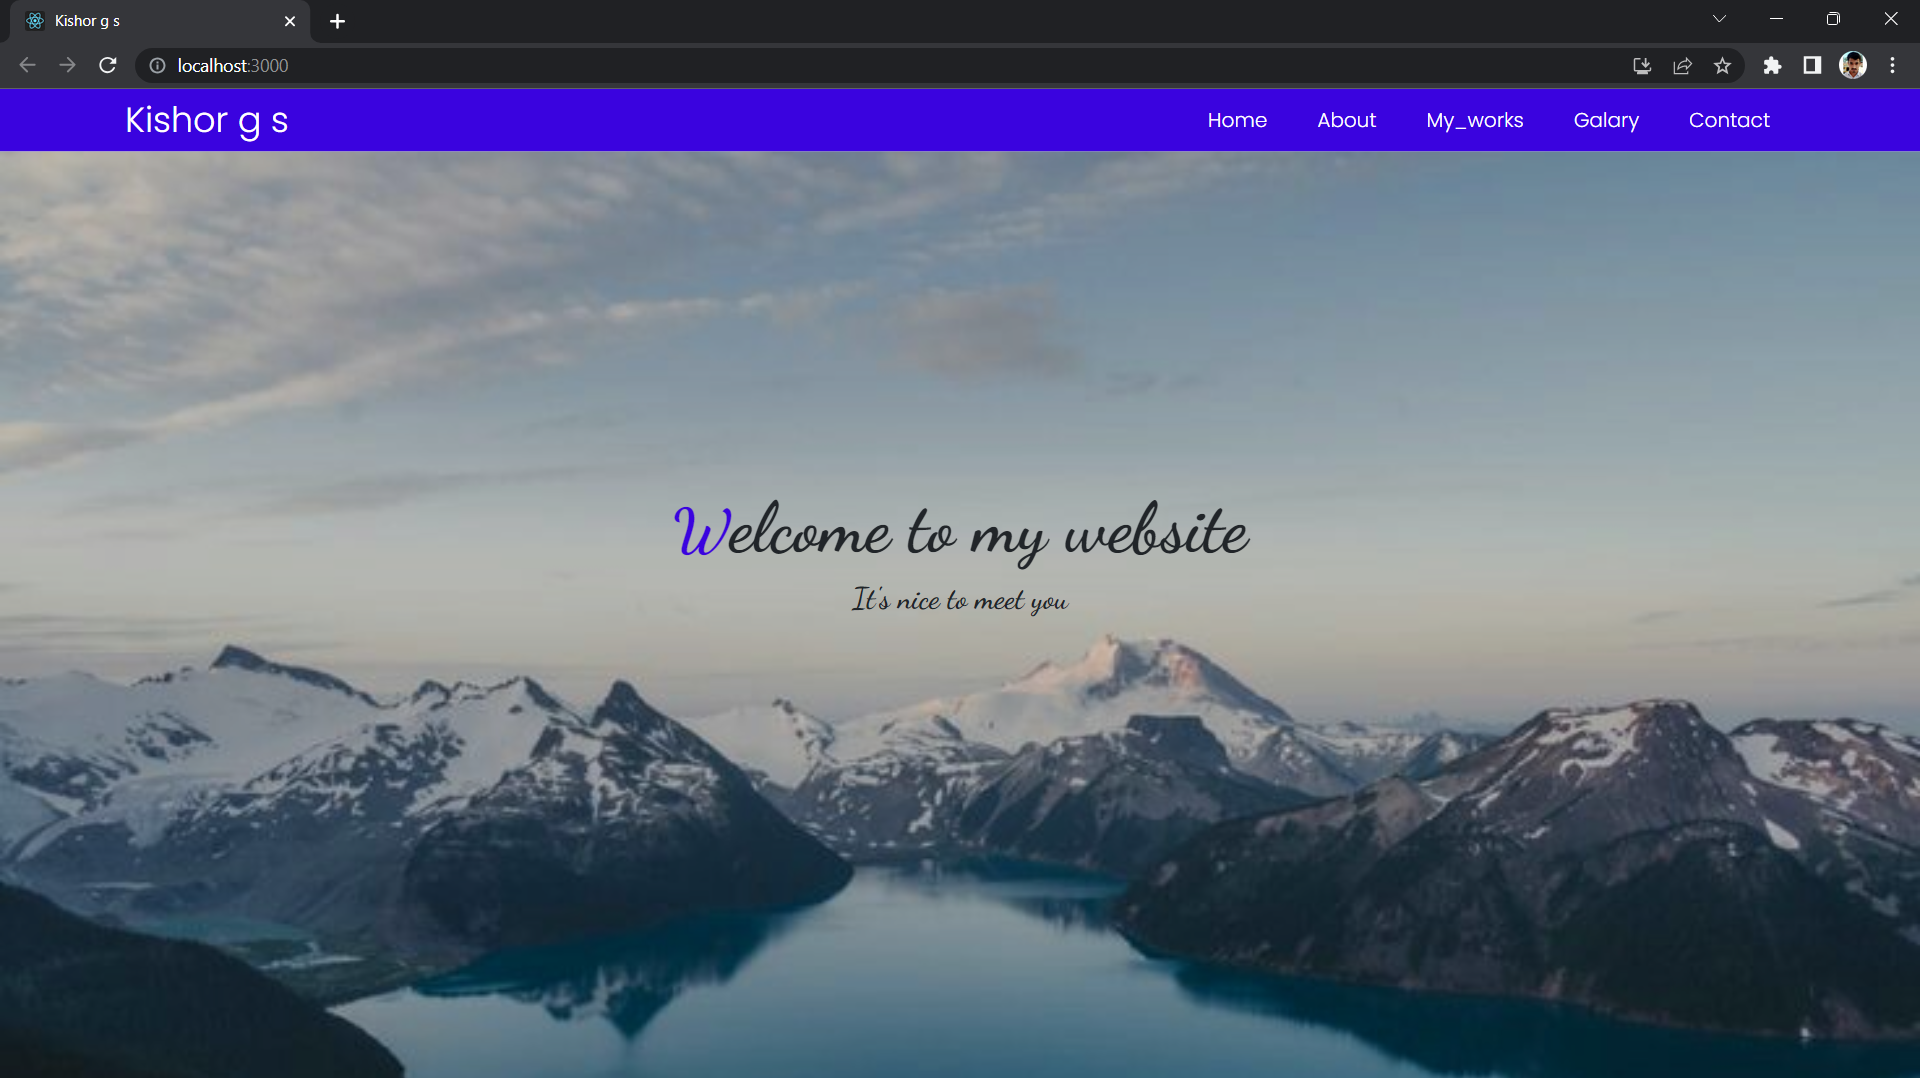 Kishor g s
localhost:3000
Kishor g s
Home About My_works Galary Contact
Welcome to my website
It's nice to meet you